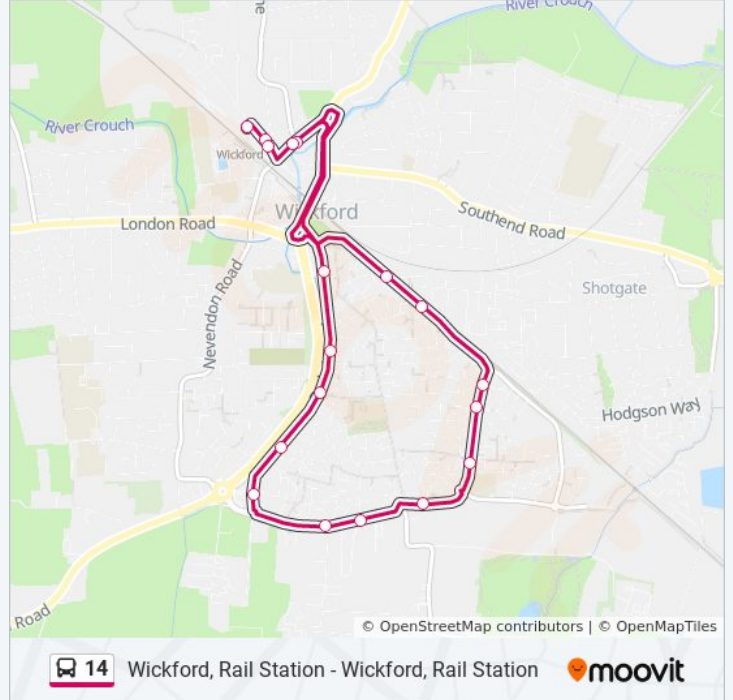 ne
River Crouch
River Crouch
Wickford
Wickford
London Road
Southend Road
Nevendon Road
Shotgate
Hodgson Way
Road
© OpenStreetMap contributors | © OpenMapTiles
14 Wickford, Rail Station - Wickford, Rail Station moovit